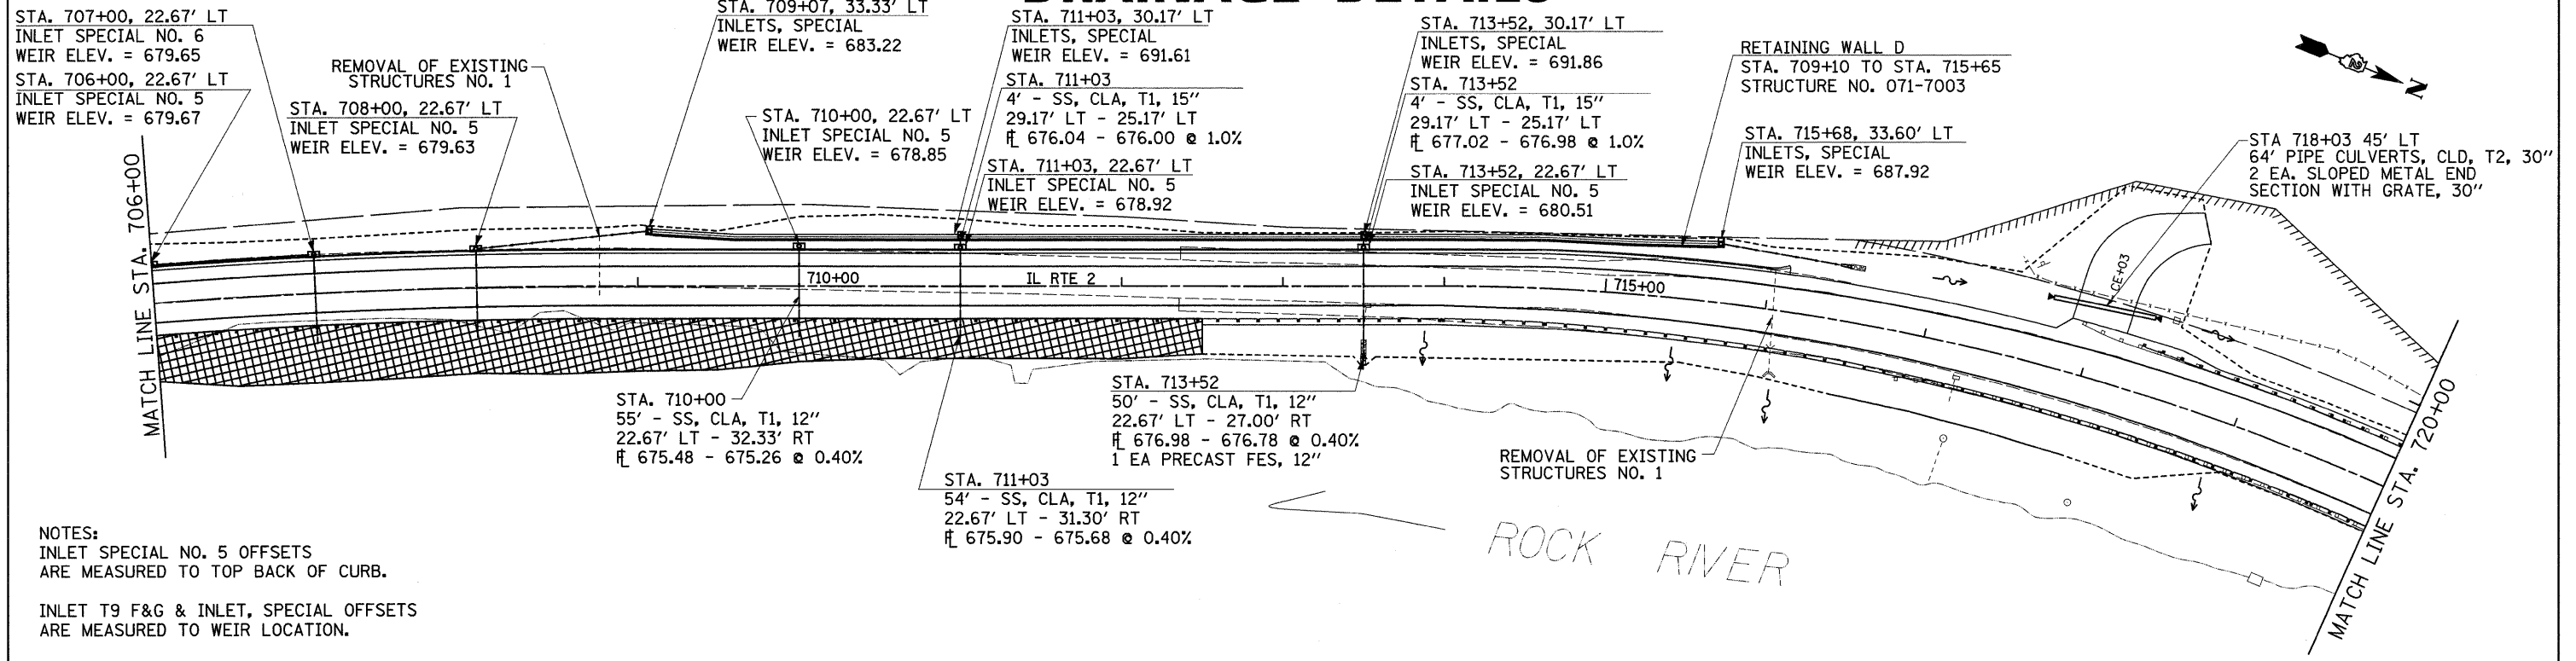 DRAINAGE DETAILS
STA. 707+00, 22.67' LT
INLET SPECIAL NO. 6
WEIR ELEV. = 679.65
STA. 706+00, 22.67' LT
INLET SPECIAL NO. 5
WEIR ELEV. = 679.67
REMOVAL OF EXISTING
STRUCTURES NO. 1
STA. 708+00, 22.67' LT
INLET SPECIAL NO. 5
WEIR ELEV. = 679.63
STA. 709+07, 33.33' LT
INLETS, SPECIAL
WEIR ELEV. = 683.22
STA. 710+00, 22.67' LT
INLET SPECIAL NO. 5
WEIR ELEV. = 678.85
STA. 711+03, 30.17' LT
INLETS, SPECIAL
WEIR ELEV. = 691.61
STA. 711+03
4' - SS, CLA, T1, 15"
29.17' LT - 25.17' LT
FL 676.04 - 676.00 @ 1.0%
STA. 711+03, 22.67' LT
INLET SPECIAL NO. 5
WEIR ELEV. = 678.92
STA. 713+52, 30.17' LT
INLETS, SPECIAL
WEIR ELEV. = 691.86
STA. 713+52
4' - SS, CLA, T1, 15"
29.17' LT - 25.17' LT
FL 677.02 - 676.98 @ 1.0%
STA. 713+52, 22.67' LT
INLET SPECIAL NO. 5
WEIR ELEV. = 680.51
RETAINING WALL D
STA. 709+10 TO STA. 715+65
STRUCTURE NO. 071-7003
STA. 715+68, 33.60' LT
INLETS, SPECIAL
WEIR ELEV. = 687.92
N
STA 718+03 45' LT
64' PIPE CULVERTS, CLD, T2, 30"
2 EA. SLOPED METAL END
SECTION WITH GRATE, 30"
MATCH LINE STA. 706+00
710+00
IL RTE 2
715+00
CE+03
STA. 710+00
55' - SS, CLA, T1, 12"
22.67' LT - 32.33' RT
FL 675.48 - 675.26 @ 0.40%
STA. 711+03
54' - SS, CLA, T1, 12"
22.67' LT - 31.30' RT
FL 675.90 - 675.68 @ 0.40%
STA. 713+52
50' - SS, CLA, T1, 12"
22.67' LT - 27.00' RT
FL 676.98 - 676.78 @ 0.40%
1 EA PRECAST FES, 12"
REMOVAL OF EXISTING
STRUCTURES NO. 1
ROCK RIVER
MATCH LINE STA. 720+00
NOTES:
INLET SPECIAL NO. 5 OFFSETS
ARE MEASURED TO TOP BACK OF CURB.
INLET T9 F&G & INLET, SPECIAL OFFSETS
ARE MEASURED TO WEIR LOCATION.